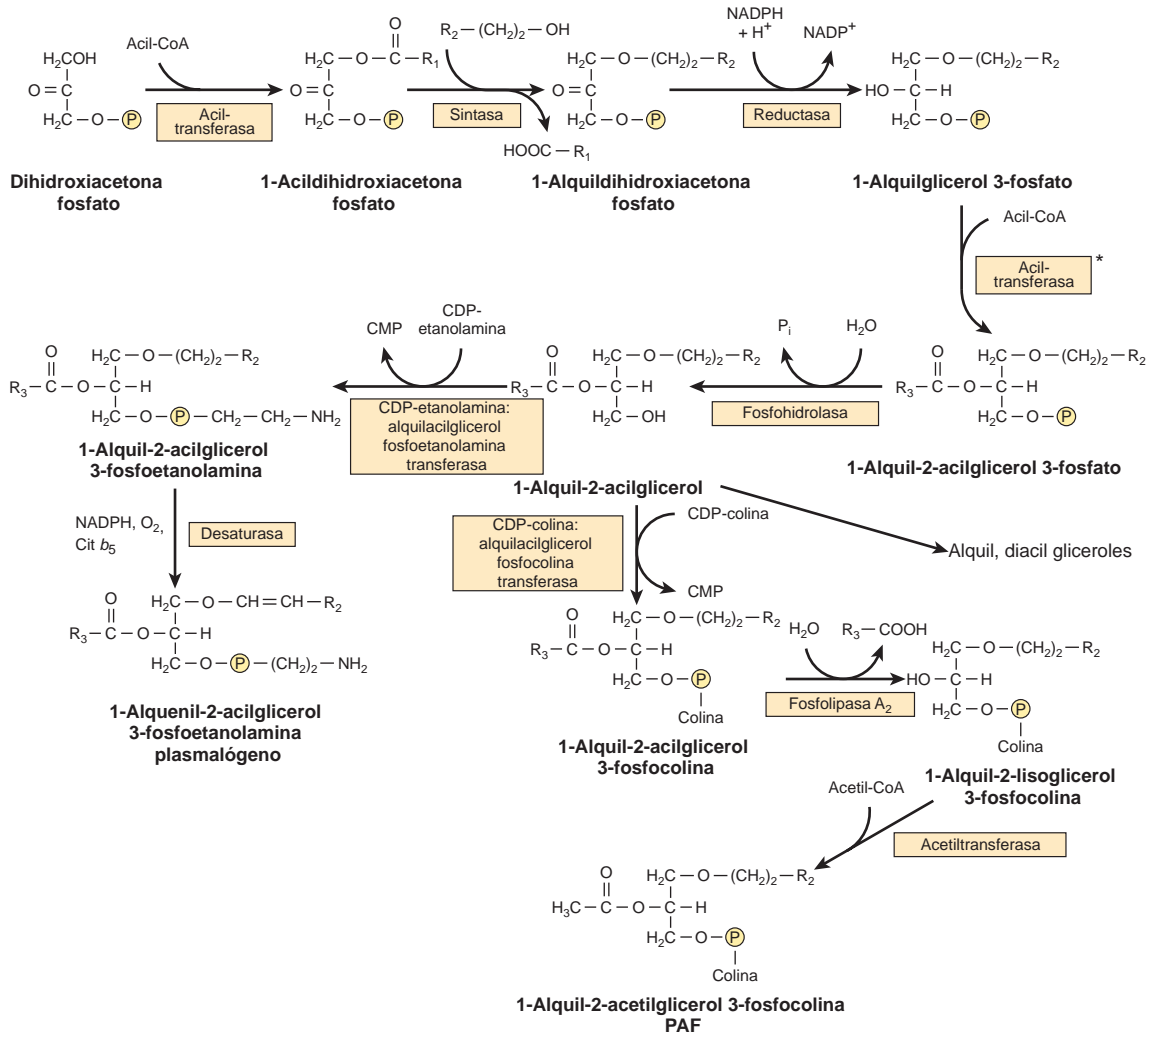 Acil-CoA
H₂COH
O=C
H₂C—O—P
Acil-
transferasa
Dihidroxiacetona
fosfato
O
H₂C—O—C—R₁
O=C
H₂C—O—P
1-Acildihidroxiacetona
fosfato
R₂—(CH₂)₂—OH
Sintasa
HOOC—R₁
H₂C—O—(CH₂)₂—R₂
O=C
H₂C—O—P
1-Alquildihidroxiacetona
fosfato
NADPH
+ H⁺
NADP⁺
Reductasa
H₂C—O—(CH₂)₂—R₂
HO—C—H
H₂C—O—P
1-Alquilglicerol 3-fosfato
Acil-CoA
Acil-
transferasa
*
O
H₂C—O—(CH₂)₂—R₂
R₃—C—O—C—H
H₂C—O—P
1-Alquil-2-acilglicerol 3-fosfato
Pᵢ
H₂O
Fosfohidrolasa
O
H₂C—O—(CH₂)₂—R₂
R₃—C—O—C—H
H₂C—OH
1-Alquil-2-acilglicerol
CMP
CDP-
etanolamina
CDP-etanolamina:
alquilacilglicerol
fosfoetanolamina
transferasa
O
H₂C—O—(CH₂)₂—R₂
R₃—C—O—C—H
H₂C—O—P—CH₂—CH₂—NH₂
1-Alquil-2-acilglicerol
3-fosfoetanolamina
NADPH, O₂,
Cit b₅
Desaturasa
O
H₂C—O—CH=CH—R₂
R₃—C—O—C—H
H₂C—O—P—(CH₂)₂—NH₂
1-Alquenil-2-acilglicerol
3-fosfoetanolamina
plasmalógeno
CDP-colina:
alquilacilglicerol
fosfocolina
transferasa
CDP-colina
CMP
Alquil, diacil gliceroles
O
H₂C—O—(CH₂)₂—R₂
R₃—C—O—C—H
H₂C—O—P
Colina
1-Alquil-2-acilglicerol
3-fosfocolina
H₂O
R₃—COOH
Fosfolipasa A₂
H₂C—O—(CH₂)₂—R₂
HO—C—H
H₂C—O—P
Colina
1-Alquil-2-lisoglicerol
3-fosfocolina
Acetil-CoA
Acetiltransferasa
O
H₂C—O—(CH₂)₂—R₂
H₃C—C—O—C—H
H₂C—O—P
Colina
1-Alquil-2-acetilglicerol 3-fosfocolina
PAF